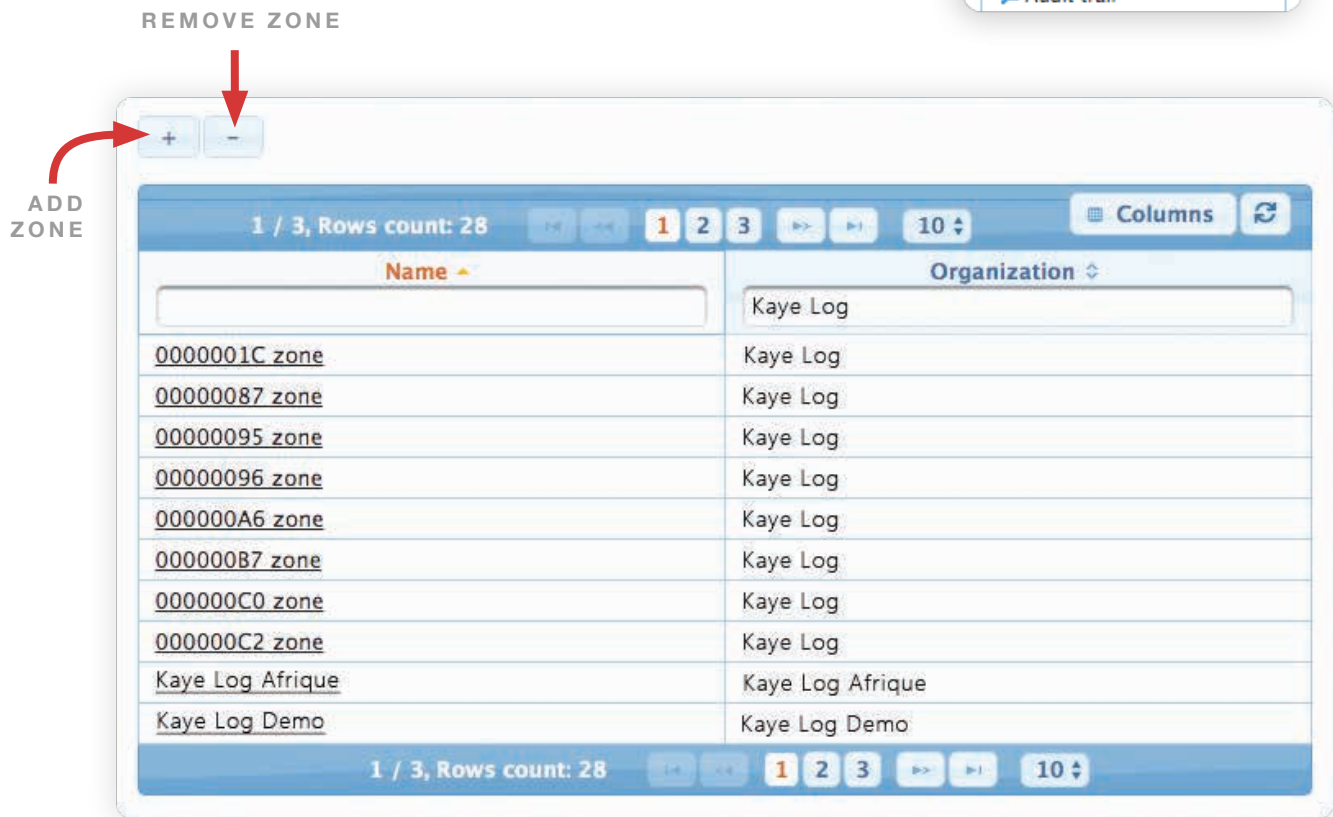 Audit trail
REMOVE ZONE
+ -
ADD
ZONE
1 / 3, Rows count: 28 1 2 3 10 Columns
Name Organization
Kaye Log
0000001C zone Kaye Log
00000087 zone Kaye Log
00000095 zone Kaye Log
00000096 zone Kaye Log
000000A6 zone Kaye Log
000000B7 zone Kaye Log
000000C0 zone Kaye Log
000000C2 zone Kaye Log
Kaye Log Afrique Kaye Log Afrique
Kaye Log Demo Kaye Log Demo
1 / 3, Rows count: 28 1 2 3 10